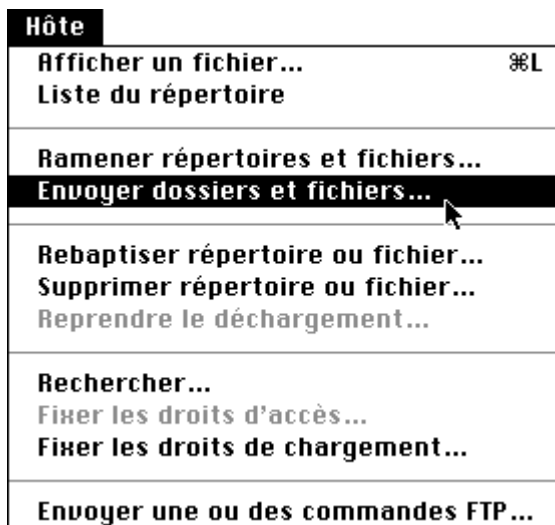 Hôte
Afficher un fichier... ⌘L
Liste du répertoire
Ramener répertoires et fichiers...
Envoyer dossiers et fichiers...
Rebaptiser répertoire ou fichier...
Supprimer répertoire ou fichier...
Reprendre le déchargement...
Rechercher...
Fixer les droits d'accès...
Fixer les droits de chargement...
Envoyer une ou des commandes FTP...